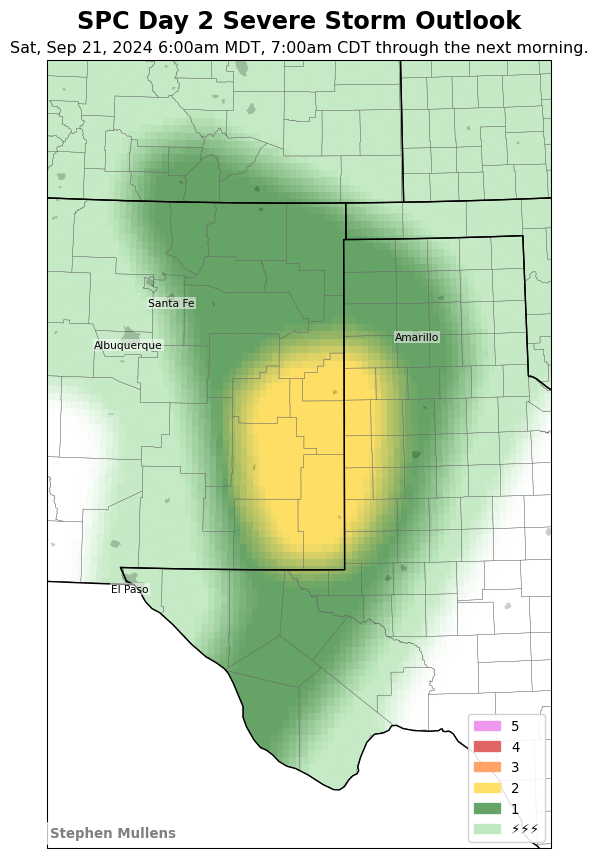 SPC Day 2 Severe Storm Outlook
Sat, Sep 21, 2024 6:00am MDT, 7:00am CDT through the next morning.
Santa Fe
Amarillo
Albuquerque
El Paso
5
4
3
2
1
⚡⚡⚡
Stephen Mullens